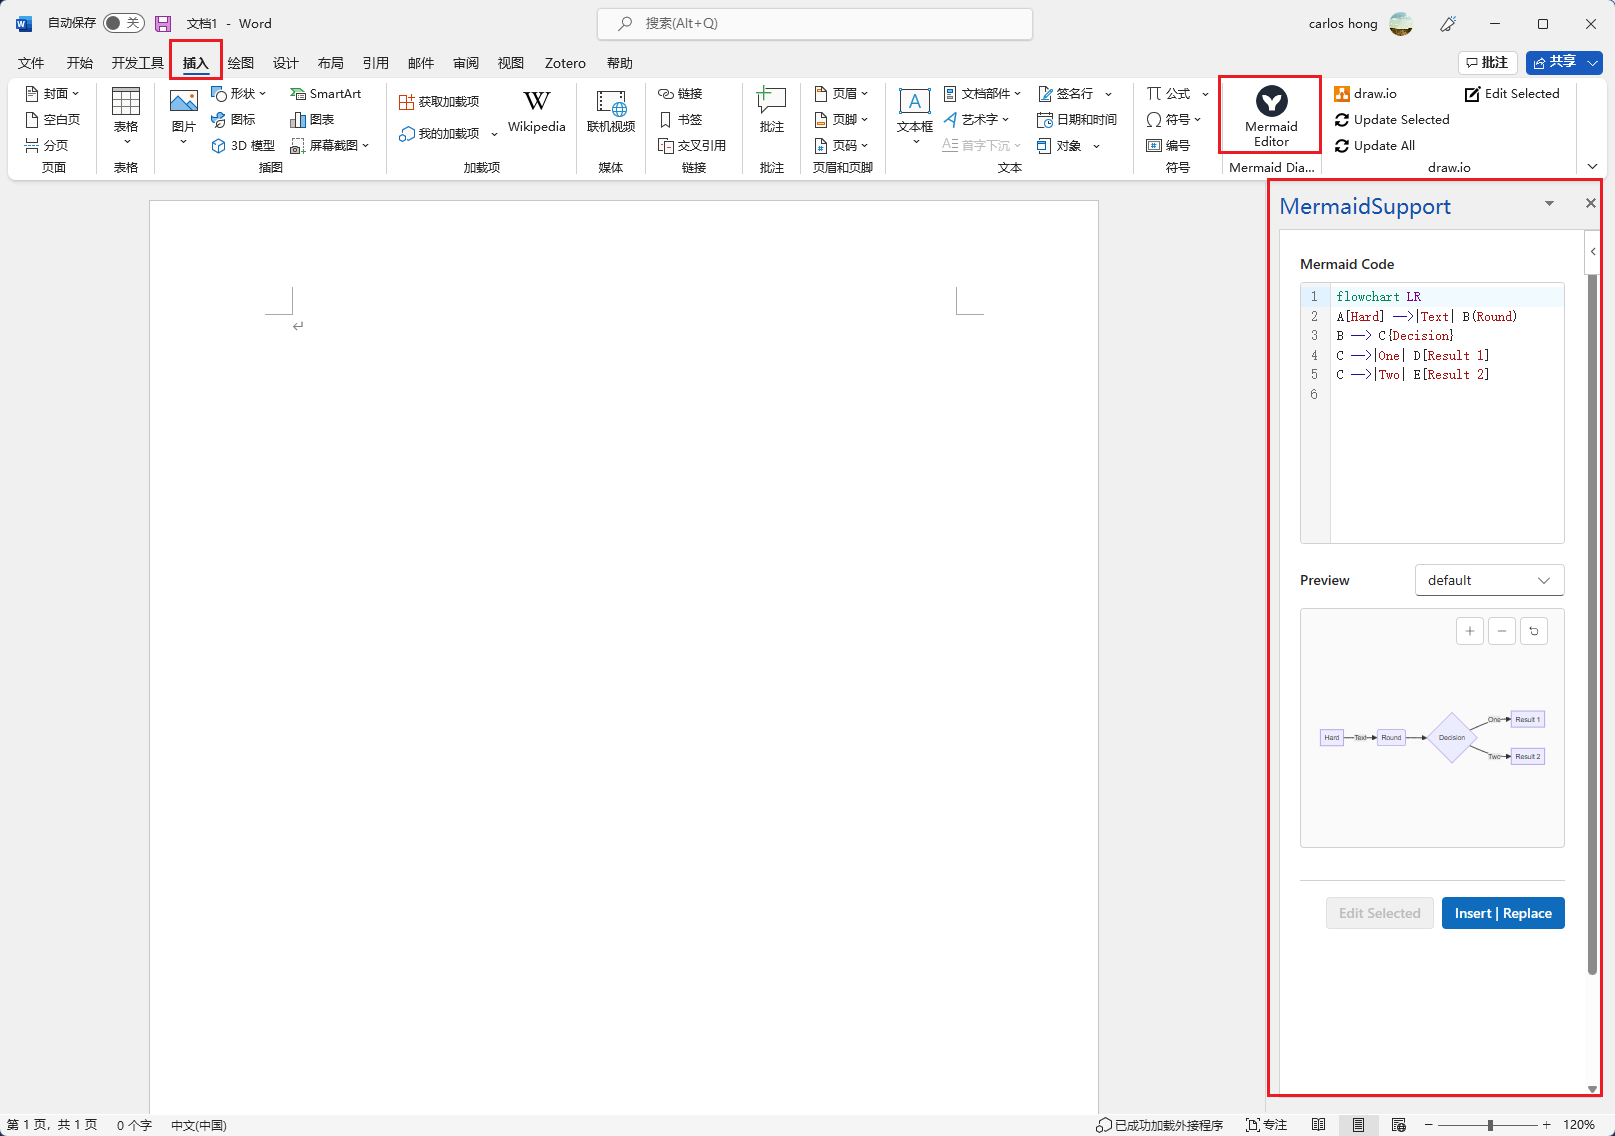 自动保存 关 文档1 - Word
搜索(Alt+Q)
carlos hong
文件 开始 开发工具 插入 绘图 设计 布局 引用 邮件 审阅 视图 Zotero 帮助
批注 共享
封面
空白页
分页
页面
表格
表格
图片
形状
图标
3D 模型
SmartArt
图表
屏幕截图
插图
获取加载项
我的加载项
W
Wikipedia
加载项
联机视频
媒体
链接
书签
交叉引用
链接
批注
批注
页眉
页脚
页码
页眉和页脚
A
文本框
文档部件
艺术字
首字下沉
签名行
日期和时间
对象
文本
π 公式
Ω 符号
编号
符号
Mermaid
Editor
Mermaid Dia...
draw.io
Update Selected
Update All
Edit Selected
draw.io
MermaidSupport
Mermaid Code
1 flowchart LR
2 A[Hard] -->|Text| B(Round)
3 B --> C{Decision}
4 C -->|One| D[Result 1]
5 C -->|Two| E[Result 2]
6
Preview default
Hard Text Round Decision One Result 1
Two Result 2
Edit Selected Insert | Replace
第 1 页，共 1 页 0 个字 中文(中国)
已成功加载外接程序 专注 120%